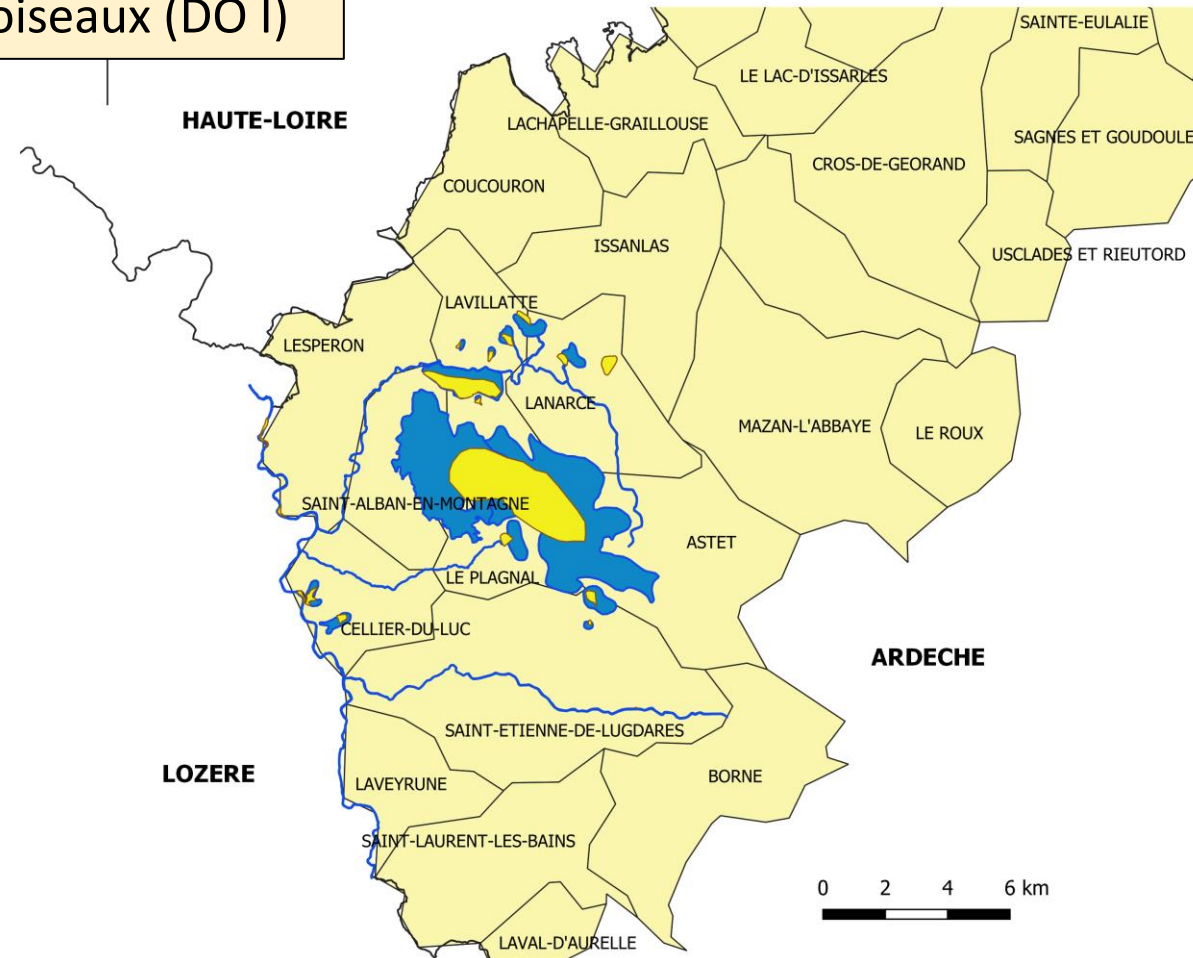 oiseaux (DO I)
SAINTE-EULALIE
LE LAC-D'ISSARLES
HAUTE-LOIRE
LACHAPELLE-GRAILLOUSE
SAGNES ET GOUDOULE
CROS-DE-GEORAND
COUCOURON
ISSANLAS
USCLADES ET RIEUTORD
LAVILLATTE
LESPERON
LANARCE
MAZAN-L'ABBAYE
LE ROUX
SAINT-ALBAN-EN-MONTAGNE
ASTET
LE PLAGNAL
CELLIER-DU-LUC
ARDECHE
SAINT-ETIENNE-DE-LUGDARES
LOZERE
BORNE
LAVEYRUNE
SAINT-LAURENT-LES-BAINS
0 2 4 6 km
LAVAL-D'AURELLE